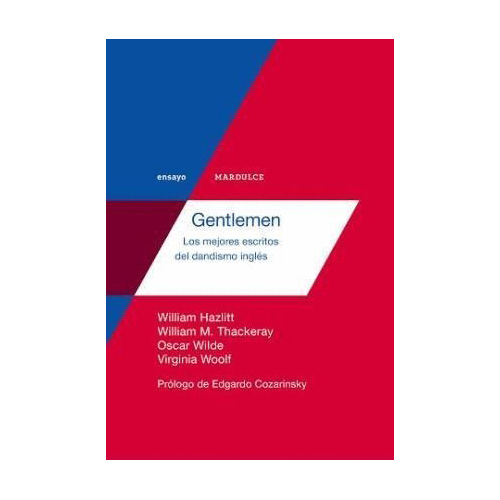 ensayo MARDULCE
Gentlemen
Los mejores escritos
del dandismo inglés
William Hazlitt
William M. Thackeray
Oscar Wilde
Virginia Woolf
Prólogo de Edgardo Cozarinsky